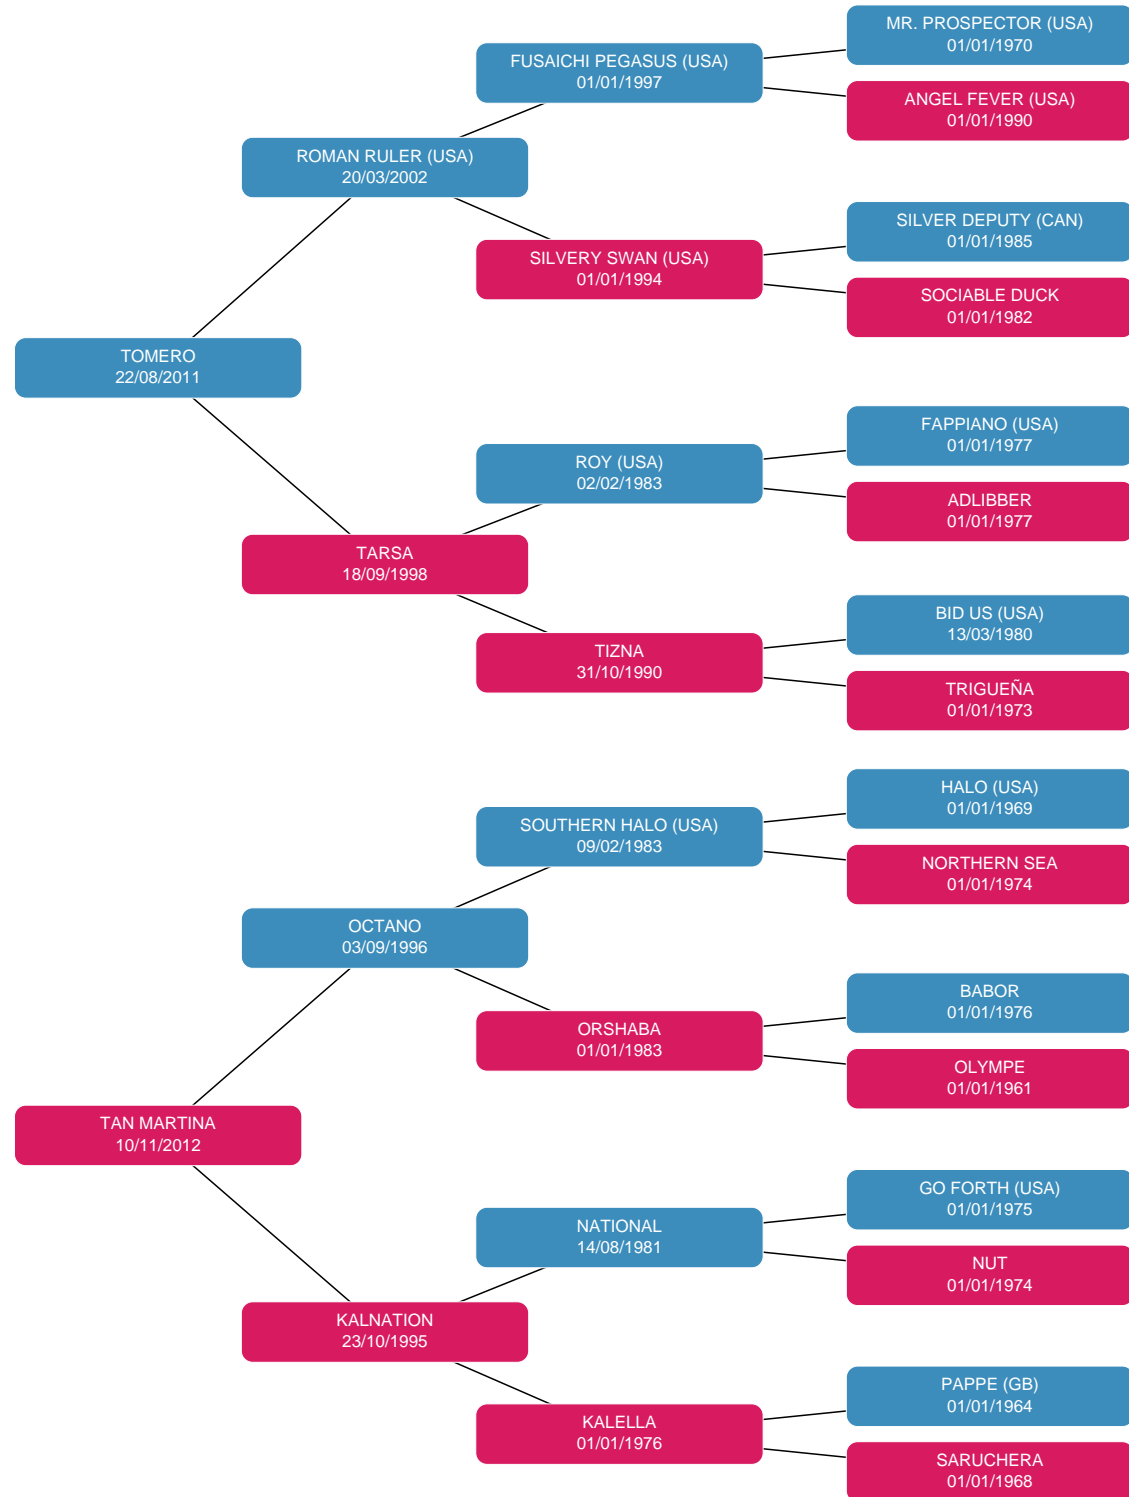 MR. PROSPECTOR (USA)
01/01/1970
FUSAICHI PEGASUS (USA)
01/01/1997
ANGEL FEVER (USA)
01/01/1990
ROMAN RULER (USA)
20/03/2002
SILVER DEPUTY (CAN)
01/01/1985
SILVERY SWAN (USA)
01/01/1994
SOCIABLE DUCK
01/01/1982
TOMERO
22/08/2011
FAPPIANO (USA)
01/01/1977
ROY (USA)
02/02/1983
ADLIBBER
01/01/1977
TARSA
18/09/1998
BID US (USA)
13/03/1980
TIZNA
31/10/1990
TRIGUEÑA
01/01/1973
HALO (USA)
01/01/1969
SOUTHERN HALO (USA)
09/02/1983
NORTHERN SEA
01/01/1974
OCTANO
03/09/1996
BABOR
01/01/1976
ORSHABA
01/01/1983
OLYMPE
01/01/1961
TAN MARTINA
10/11/2012
GO FORTH (USA)
01/01/1975
NATIONAL
14/08/1981
NUT
01/01/1974
KALNATION
23/10/1995
PAPPE (GB)
01/01/1964
KALELLA
01/01/1976
SARUCHERA
01/01/1968